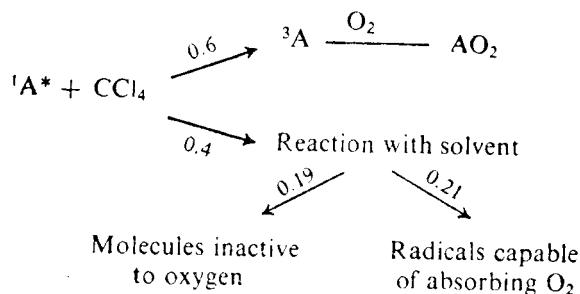 0.6
³A O₂ AO₂
¹A* + CCl₄
0.4
Reaction with solvent
0.19 0.21
Molecules inactive Radicals capable
to oxygen of absorbing O₂